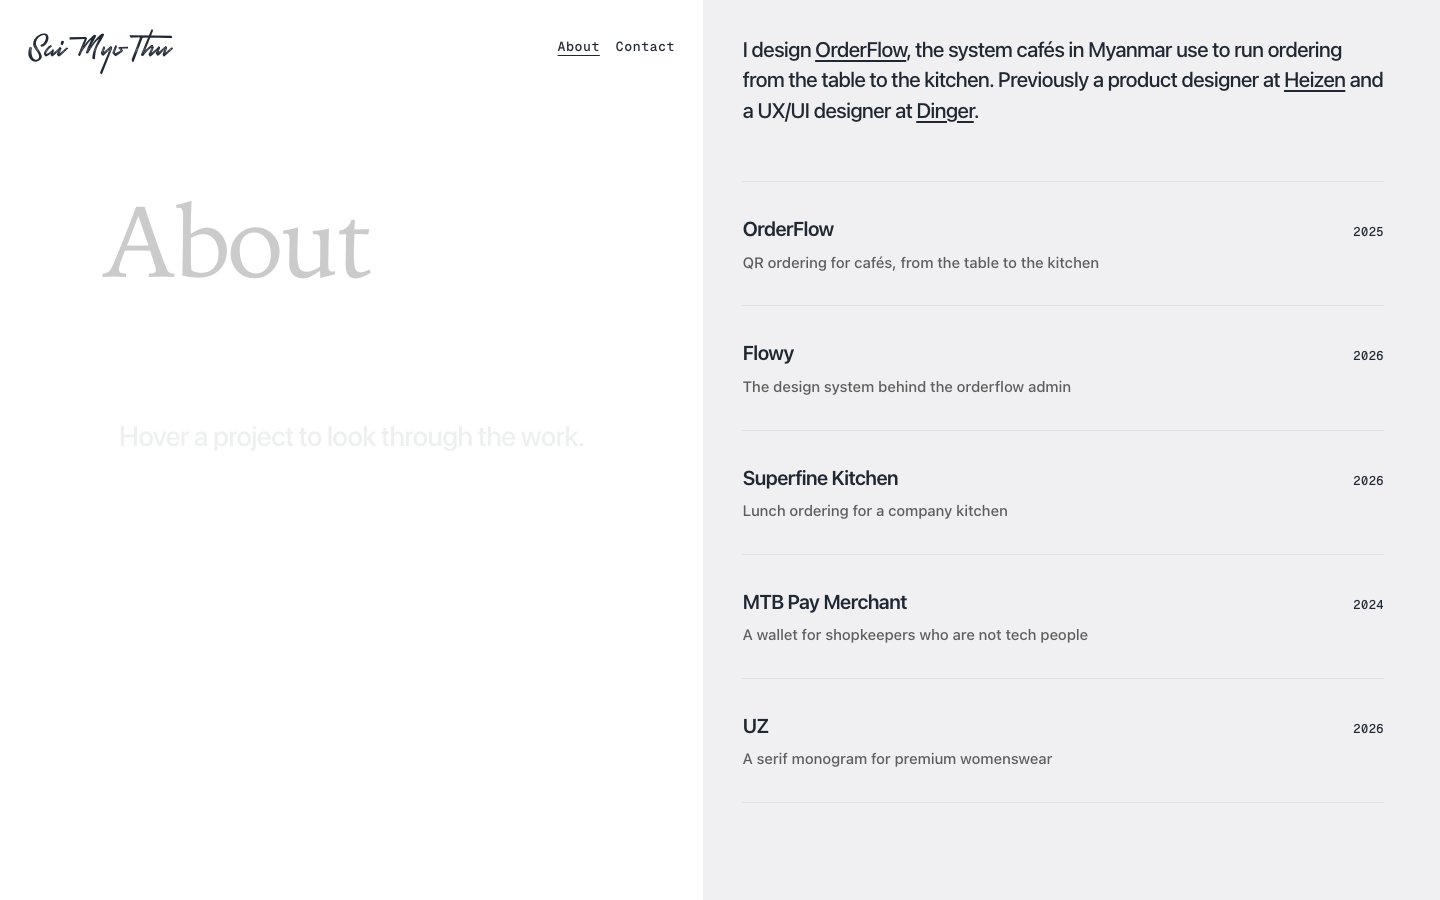 Sai Myo Thu
About Contact
About
Hover a project to look through the work.
I design OrderFlow, the system cafés in Myanmar use to run ordering
from the table to the kitchen. Previously a product designer at Heizen and
a UX/UI designer at Dinger.
OrderFlow 2025
QR ordering for cafés, from the table to the kitchen
Flowy 2026
The design system behind the orderflow admin
Superfine Kitchen 2026
Lunch ordering for a company kitchen
MTB Pay Merchant 2024
A wallet for shopkeepers who are not tech people
UZ 2026
A serif monogram for premium womenswear